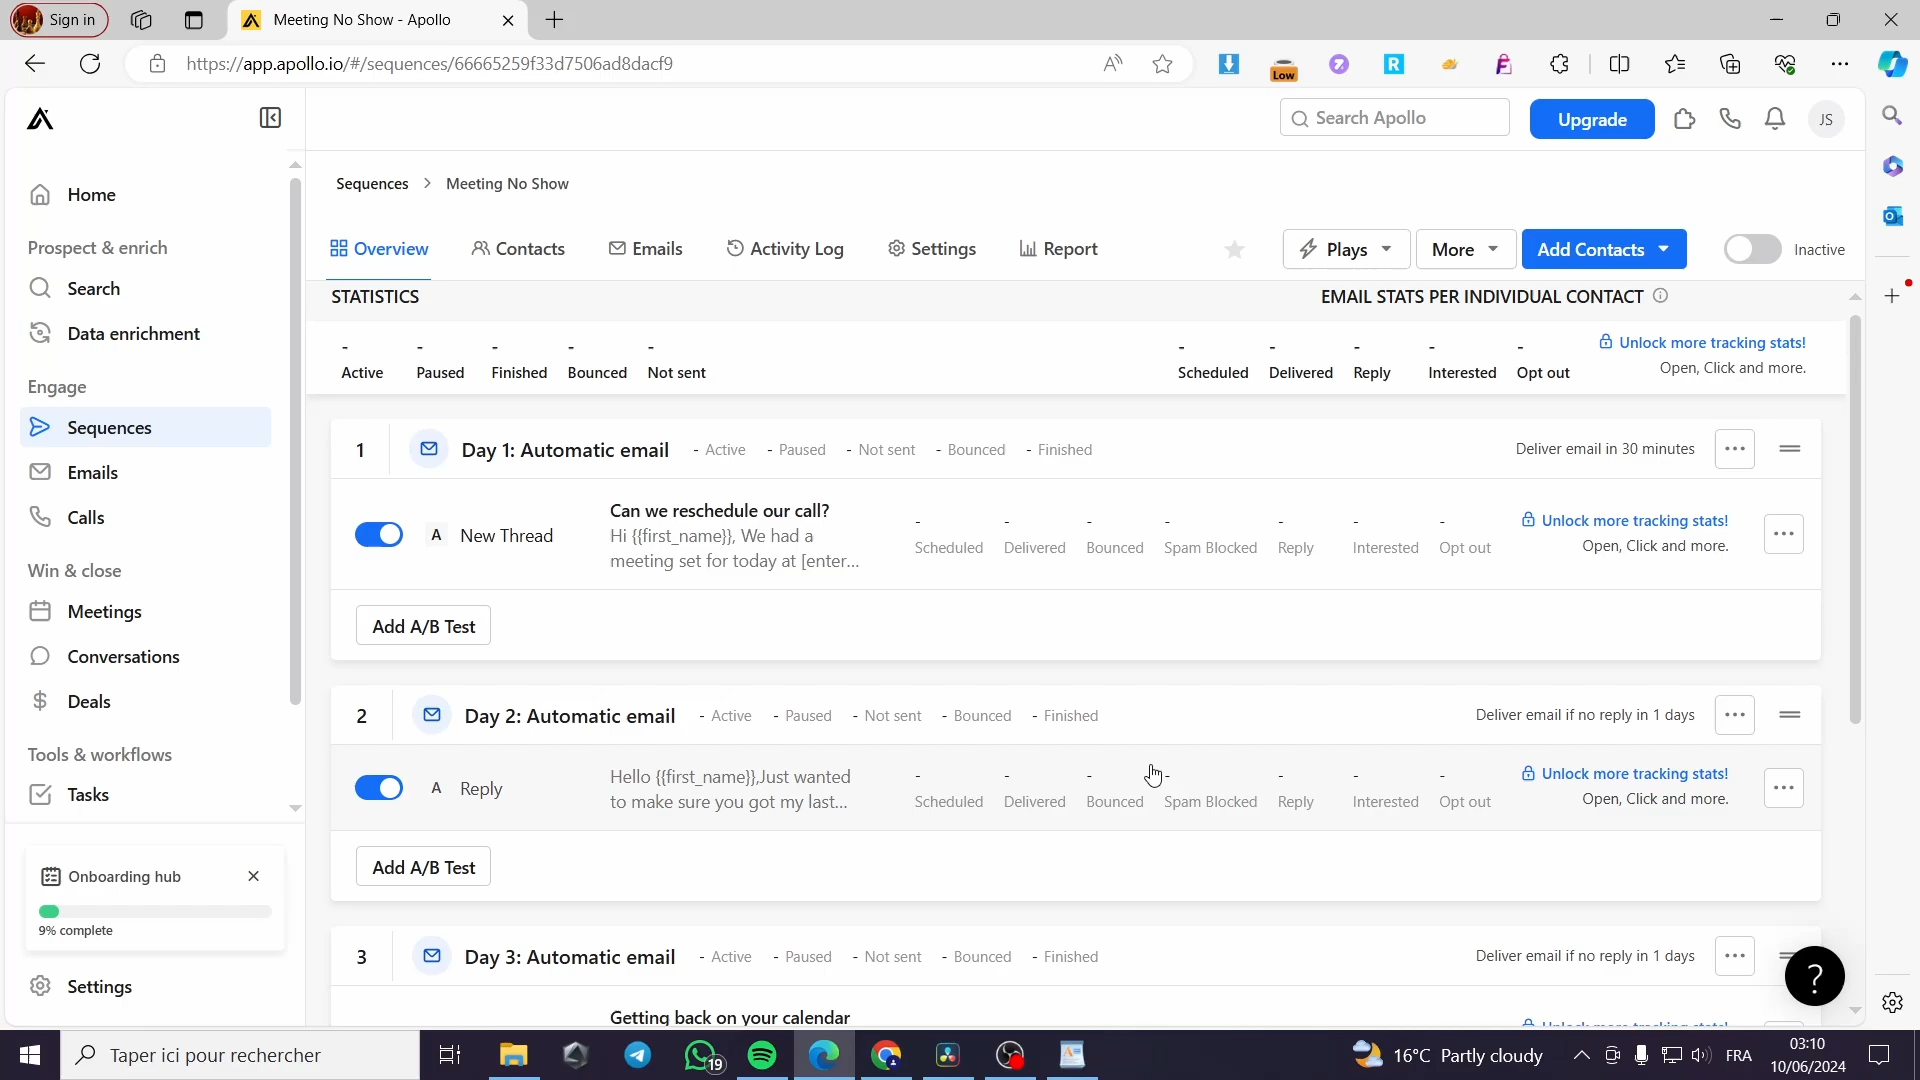 Sign in
Meeting No Show - Apollo
https://app.apollo.io/#/sequences/66665259f33d7506ad8dacf9
Low
Search Apollo
Upgrade
JS
Home
Prospect & enrich
Search
Data enrichment
Engage
Sequences
Emails
Calls
Win & close
Meetings
Conversations
Deals
Tools & workflows
Tasks
Onboarding hub
9% complete
Settings
Sequences > Meeting No Show
Overview Contacts Emails Activity Log Settings Report
Plays More Add Contacts Inactive
STATISTICS EMAIL STATS PER INDIVIDUAL CONTACT
- - - - - - - - - - Unlock more tracking stats!
Active Paused Finished Bounced Not sent Scheduled Delivered Reply Interested Opt out Open, Click and more.
1 Day 1: Automatic email - Active - Paused - Not sent - Bounced - Finished Deliver email in 30 minutes
Can we reschedule our call?
A New Thread Hi {{first_name}}, We had a - - - - - - - Unlock more tracking stats!
meeting set for today at [enter... Scheduled Delivered Bounced Spam Blocked Reply Interested Opt out Open, Click and more.
Add A/B Test
2 Day 2: Automatic email - Active - Paused - Not sent - Bounced - Finished Deliver email if no reply in 1 days
A Reply Hello {{first_name}},Just wanted - - - - - - - Unlock more tracking stats!
to make sure you got my last... Scheduled Delivered Bounced Spam Blocked Reply Interested Opt out Open, Click and more.
Add A/B Test
3 Day 3: Automatic email - Active - Paused - Not sent - Bounced - Finished Deliver email if no reply in 1 days
Getting back on your calendar
Unlock more tracking stats!
?
Taper ici pour rechercher
19
16°C Partly cloudy
FRA
03:10
10/06/2024